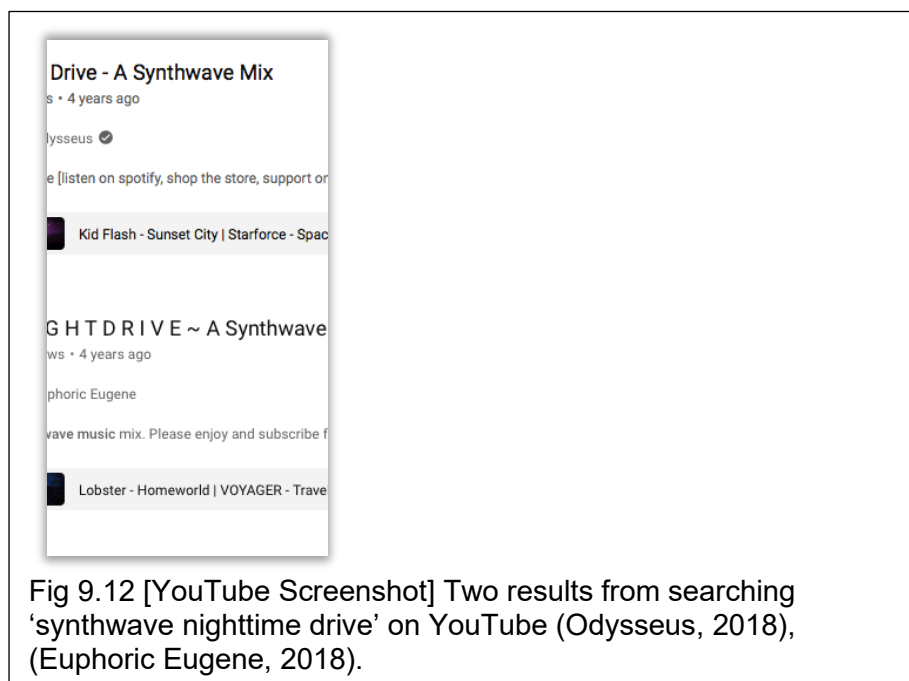 Drive - A Synthwave Mix
s • 4 years ago
lysseus
e [listen on spotify, shop the store, support or
Kid Flash - Sunset City | Starforce - Spac
G H T D R I V E ~ A Synthwave
ws • 4 years ago
phoric Eugene
wave music mix. Please enjoy and subscribe f
Lobster - Homeworld | VOYAGER - Trave
Fig 9.12 [YouTube Screenshot] Two results from searching
‘synthwave nighttime drive’ on YouTube (Odysseus, 2018),
(Euphoric Eugene, 2018).